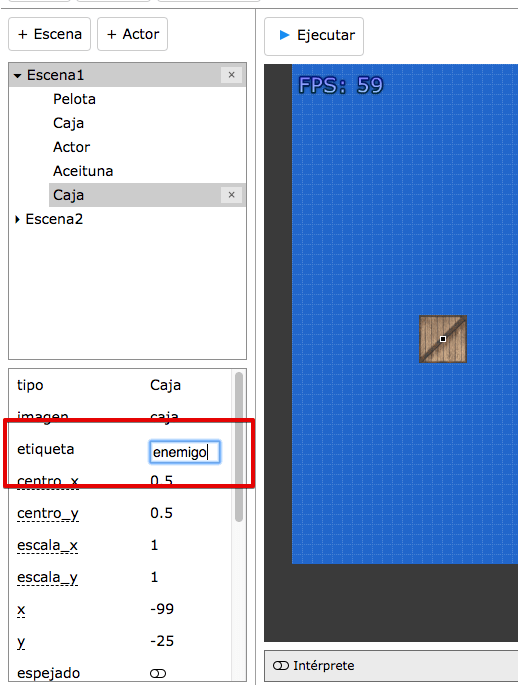 + Escena
+ Actor
Ejecutar
Escena1
×
Pelota
Caja
Actor
Aceituna
Caja
×
Escena2
FPS: 59
tipo Caja
imagen caja
etiqueta enemigo
centro_x 0.5
centro_y 0.5
escala_x 1
escala_y 1
x -99
y -25
espejado
Intérprete